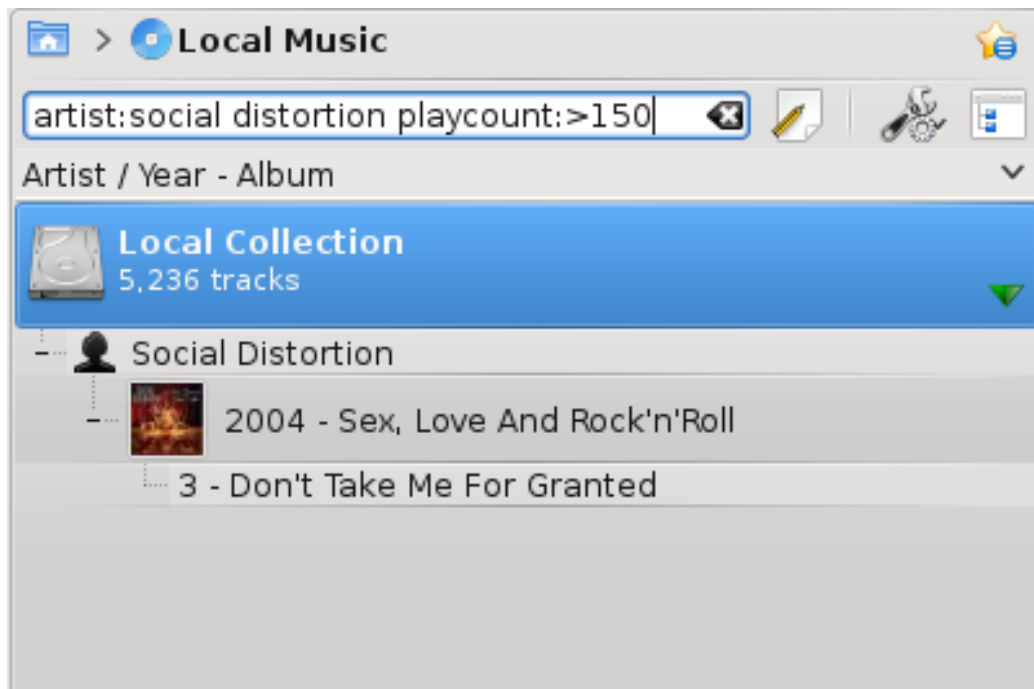 > Local Music
artist:social distortion playcount:>150
Artist / Year - Album
Local Collection
5,236 tracks
Social Distortion
2004 - Sex, Love And Rock'n'Roll
3 - Don't Take Me For Granted